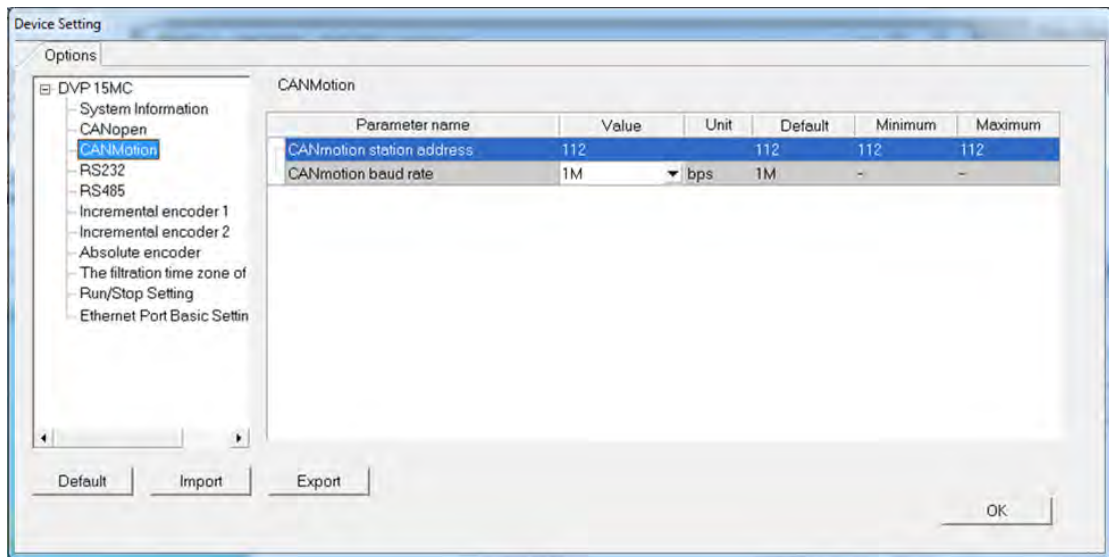 Device Setting
Options
DVP 15MC
System Information
CANopen
CANMotion
RS232
RS485
Incremental encoder 1
Incremental encoder 2
Absolute encoder
The filtration time zone of
Run/Stop Setting
Ethernet Port Basic Settin
CANMotion
Parameter name Value Unit Default Minimum Maximum
CANmotion station address 112 112 112 112
CANmotion baud rate 1M bps 1M - -
Default Import Export
OK